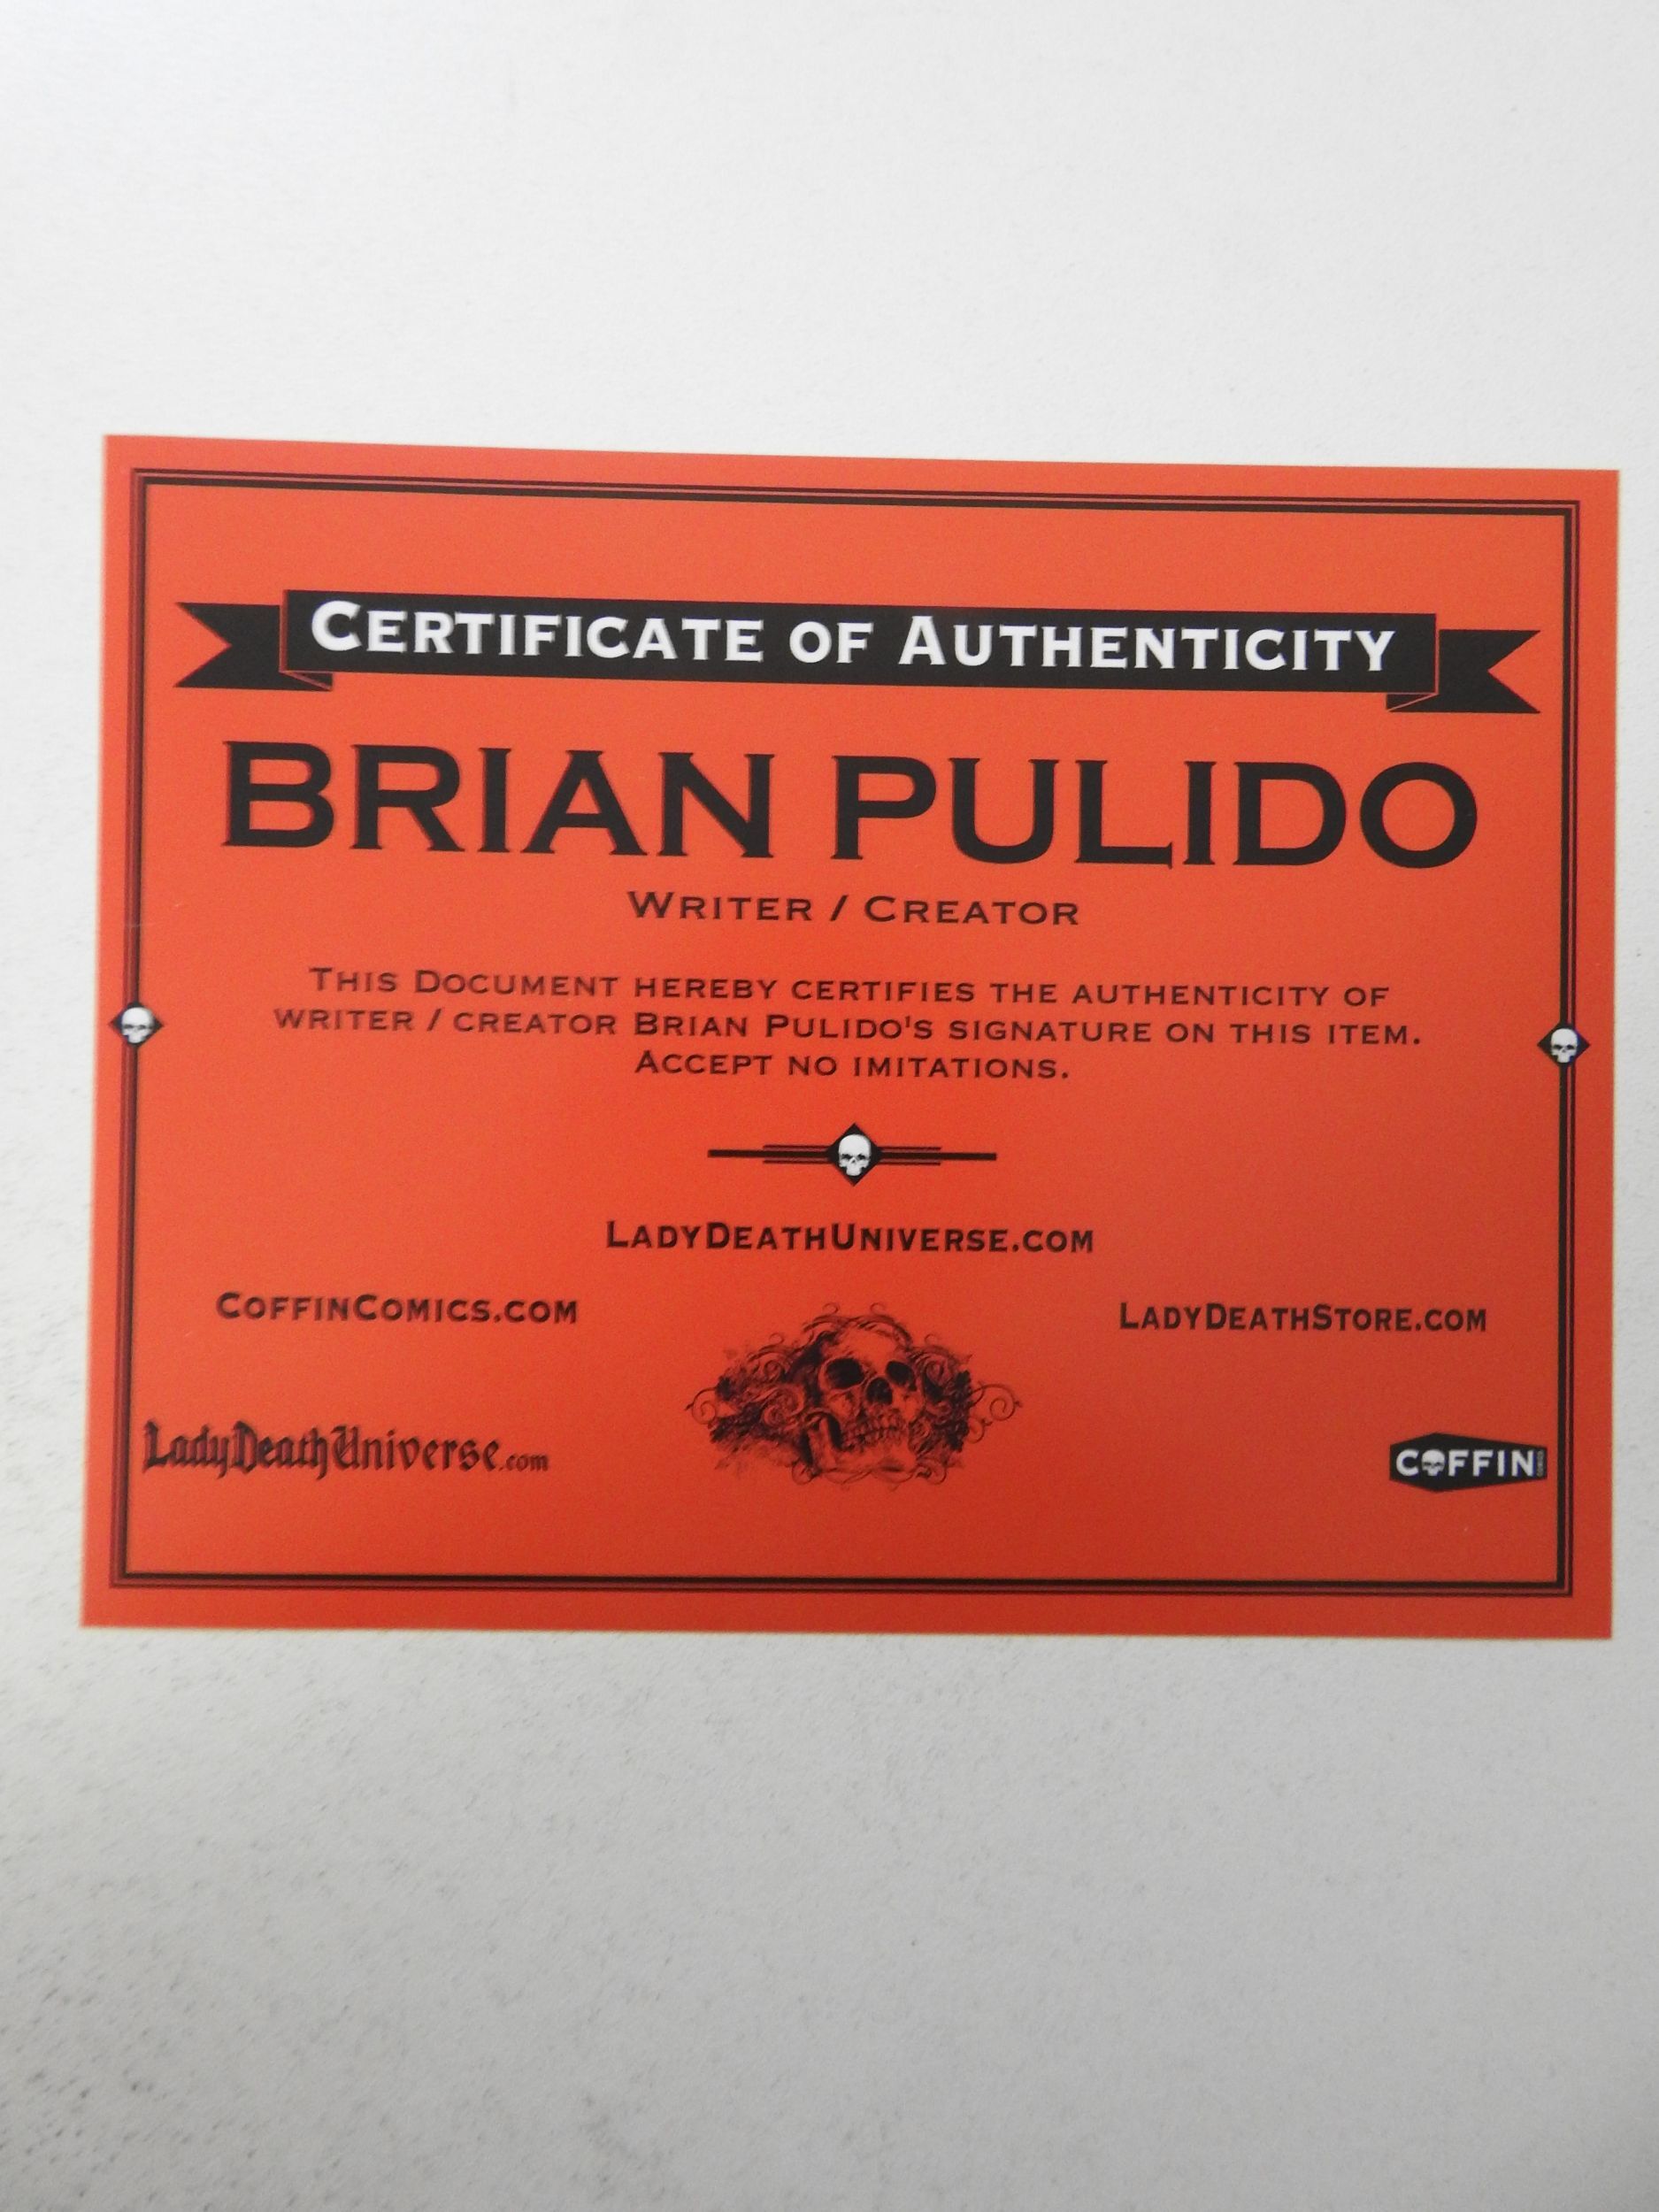 CERTIFICATE OF AUTHENTICITY
BRIAN PULIDO
WRITER / CREATOR
THIS DOCUMENT HEREBY CERTIFIES THE AUTHENTICITY OF
WRITER / CREATOR BRIAN PULIDO'S SIGNATURE ON THIS ITEM.
ACCEPT NO IMITATIONS.
LADYDEATHUNIVERSE.COM
COFFINCOMICS.COM
LADYDEATHSTORE.COM
LadyDeathUniverse.com
COFFIN COMICS